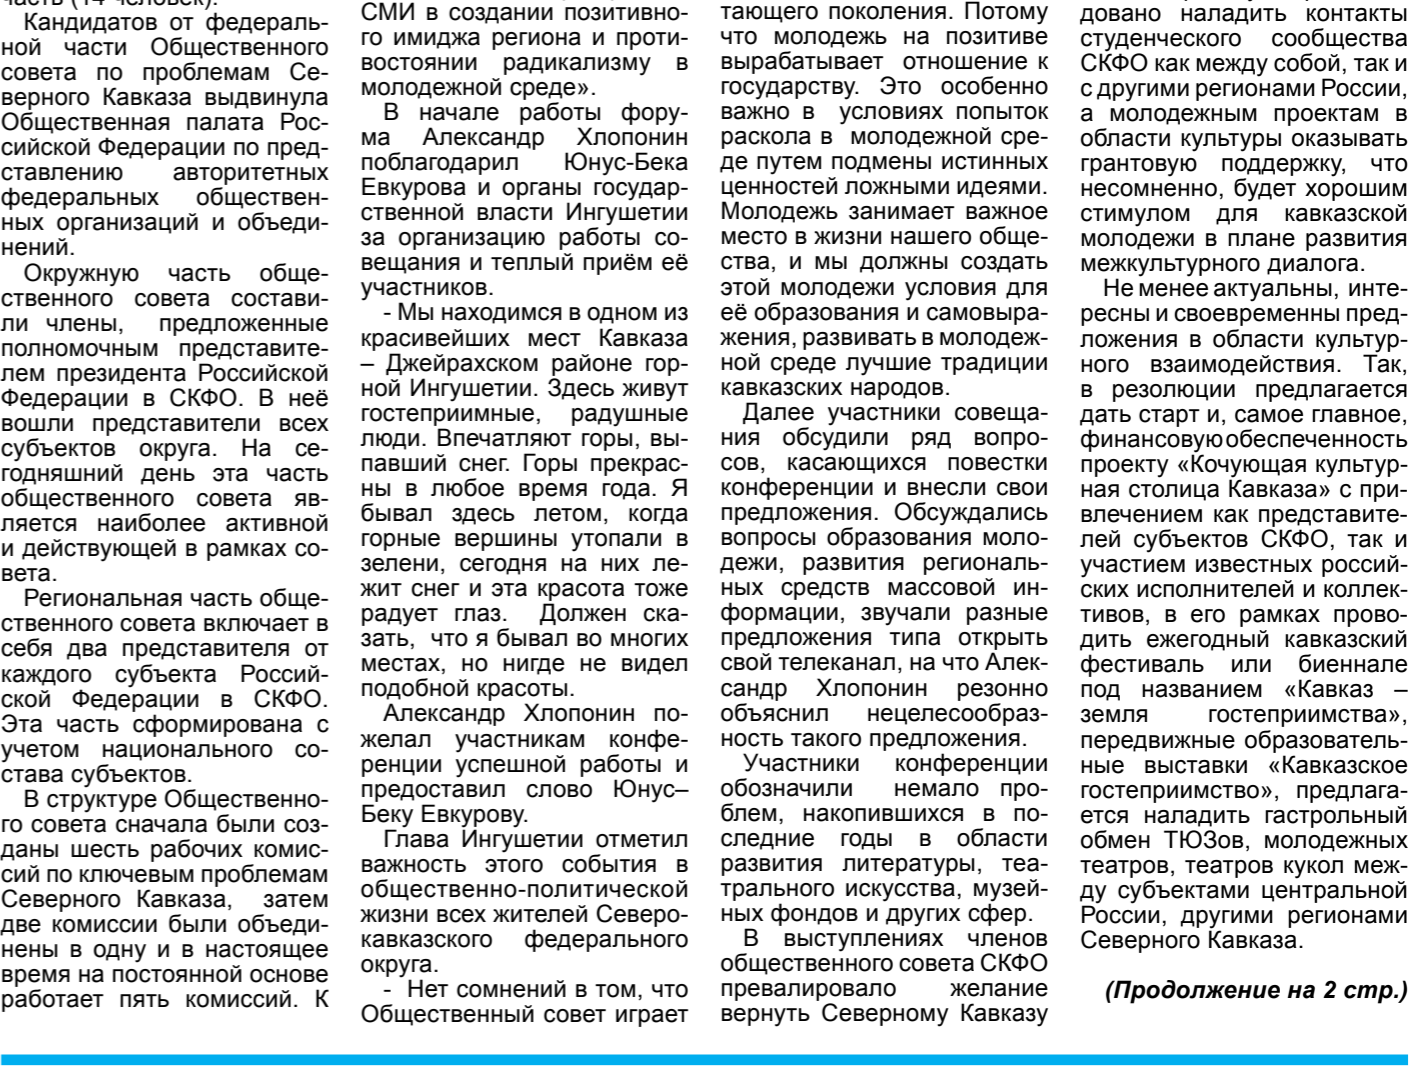 часть (14 человек).
Кандидатов от федераль-
ной части Общественного
совета по проблемам Се-
верного Кавказа выдвинула
Общественная палата Рос-
сийской Федерации по пред-
ставлению авторитетных
федеральных обществен-
ных организаций и объеди-
нений.
Окружную часть обще-
ственного совета состави-
ли члены, предложенные
полномочным представите-
лем президента Российской
Федерации в СКФО. В неё
вошли представители всех
субъектов округа. На се-
годняшний день эта часть
общественного совета яв-
ляется наиболее активной
и действующей в рамках со-
вета.
Региональная часть обще-
ственного совета включает в
себя два представителя от
каждого субъекта Россий-
ской Федерации в СКФО.
Эта часть сформирована с
учетом национального со-
става субъектов.
В структуре Общественно-
го совета сначала были соз-
даны шесть рабочих комис-
сий по ключевым проблемам
Северного Кавказа, затем
две комиссии были объеди-
нены в одну и в настоящее
время на постоянной основе
работает пять комиссий. К
СМИ в создании позитивно-
го имиджа региона и проти-
востоянии радикализму в
молодежной среде».
В начале работы фору-
ма Александр Хлопонин
поблагодарил Юнус-Бека
Евкурова и органы государ-
ственной власти Ингушетии
за организацию работы со-
вещания и теплый приём её
участников.
- Мы находимся в одном из
красивейших мест Кавказа
– Джейрахском районе гор-
ной Ингушетии. Здесь живут
гостеприимные, радушные
люди. Впечатляют горы, вы-
павший снег. Горы прекрас-
ны в любое время года. Я
бывал здесь летом, когда
горные вершины утопали в
зелени, сегодня на них ле-
жит снег и эта красота тоже
радует глаз. Должен ска-
зать, что я бывал во многих
местах, но нигде не видел
подобной красоты.
Александр Хлопонин по-
желал участникам конфе-
ренции успешной работы и
предоставил слово Юнус–
Беку Евкурову.
Глава Ингушетии отметил
важность этого события в
общественно-политической
жизни всех жителей Северо-
кавказского федерального
округа.
- Нет сомнений в том, что
Общественный совет играет
тающего поколения. Потому
что молодежь на позитиве
вырабатывает отношение к
государству. Это особенно
важно в условиях попыток
раскола в молодежной сре-
де путем подмены истинных
ценностей ложными идеями.
Молодежь занимает важное
место в жизни нашего обще-
ства, и мы должны создать
этой молодежи условия для
её образования и самовыра-
жения, развивать в молодеж-
ной среде лучшие традиции
кавказских народов.
Далее участники совеща-
ния обсудили ряд вопро-
сов, касающихся повестки
конференции и внесли свои
предложения. Обсуждались
вопросы образования моло-
дежи, развития региональ-
ных средств массовой ин-
формации, звучали разные
предложения типа открыть
свой телеканал, на что Алек-
сандр Хлопонин резонно
объяснил нецелесообраз-
ность такого предложения.
Участники конференции
обозначили немало про-
блем, накопившихся в по-
следние годы в области
развития литературы, теа-
трального искусства, музей-
ных фондов и других сфер.
В выступлениях членов
общественного совета СКФО
превалировало желание
вернуть Северному Кавказу
довано наладить контакты
студенческого сообщества
СКФО как между собой, так и
с другими регионами России,
а молодежным проектам в
области культуры оказывать
грантовую поддержку, что
несомненно, будет хорошим
стимулом для кавказской
молодежи в плане развития
межкультурного диалога.
Не менее актуальны, инте-
ресны и своевременны пред-
ложения в области культур-
ного взаимодействия. Так,
в резолюции предлагается
дать старт и, самое главное,
финансовую обеспеченность
проекту «Кочующая культур-
ная столица Кавказа» с при-
влечением как представите-
лей субъектов СКФО, так и
участием известных россий-
ских исполнителей и коллек-
тивов, в его рамках прово-
дить ежегодный кавказский
фестиваль или биеннале
под названием «Кавказ –
земля гостеприимства»,
передвижные образователь-
ные выставки «Кавказское
гостеприимство», предлага-
ется наладить гастрольный
обмен ТЮЗов, молодежных
театров, театров кукол меж-
ду субъектами центральной
России, другими регионами
Северного Кавказа.
(Продолжение на 2 стр.)